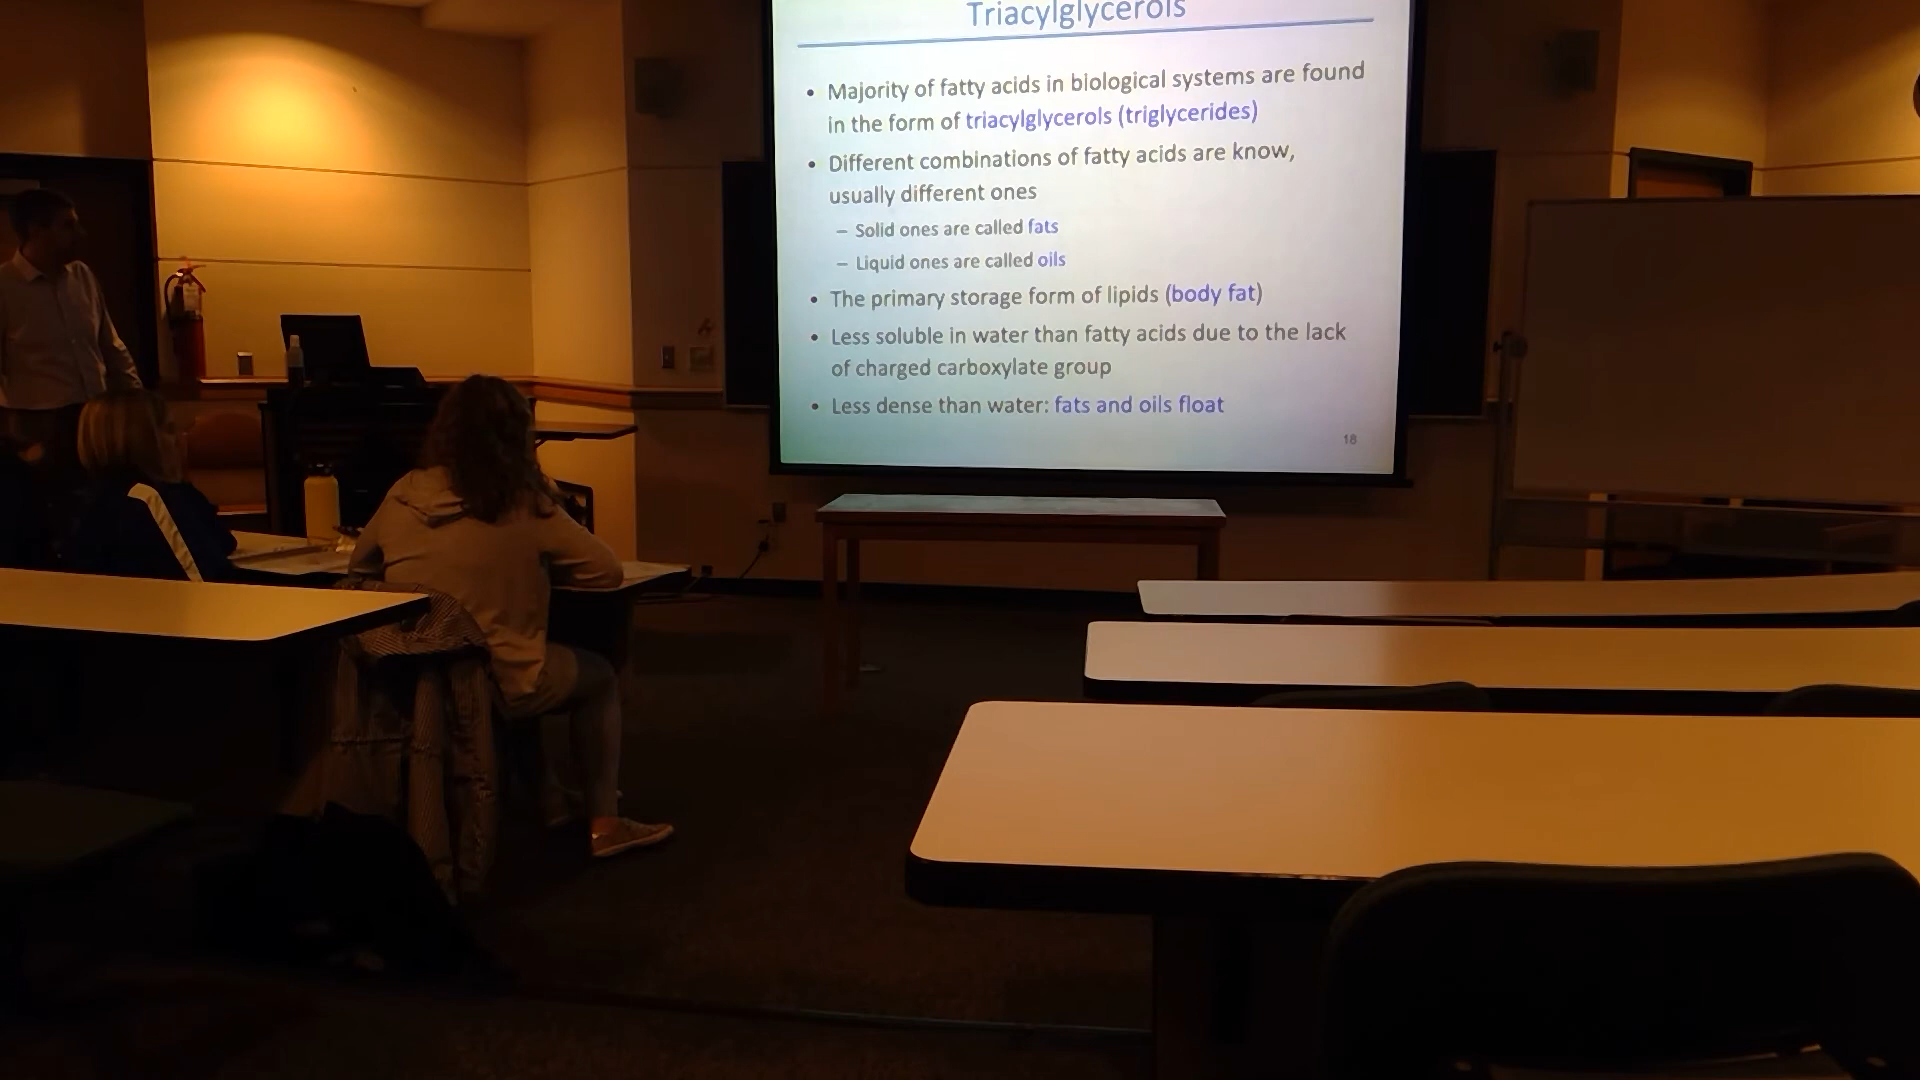 Triacylglycerols
• Majority of fatty acids in biological systems are found
in the form of triacylglycerols (triglycerides)
• Different combinations of fatty acids are know,
usually different ones
– Solid ones are called fats
– Liquid ones are called oils
• The primary storage form of lipids (body fat)
• Less soluble in water than fatty acids due to the lack
of charged carboxylate group
• Less dense than water: fats and oils float
18